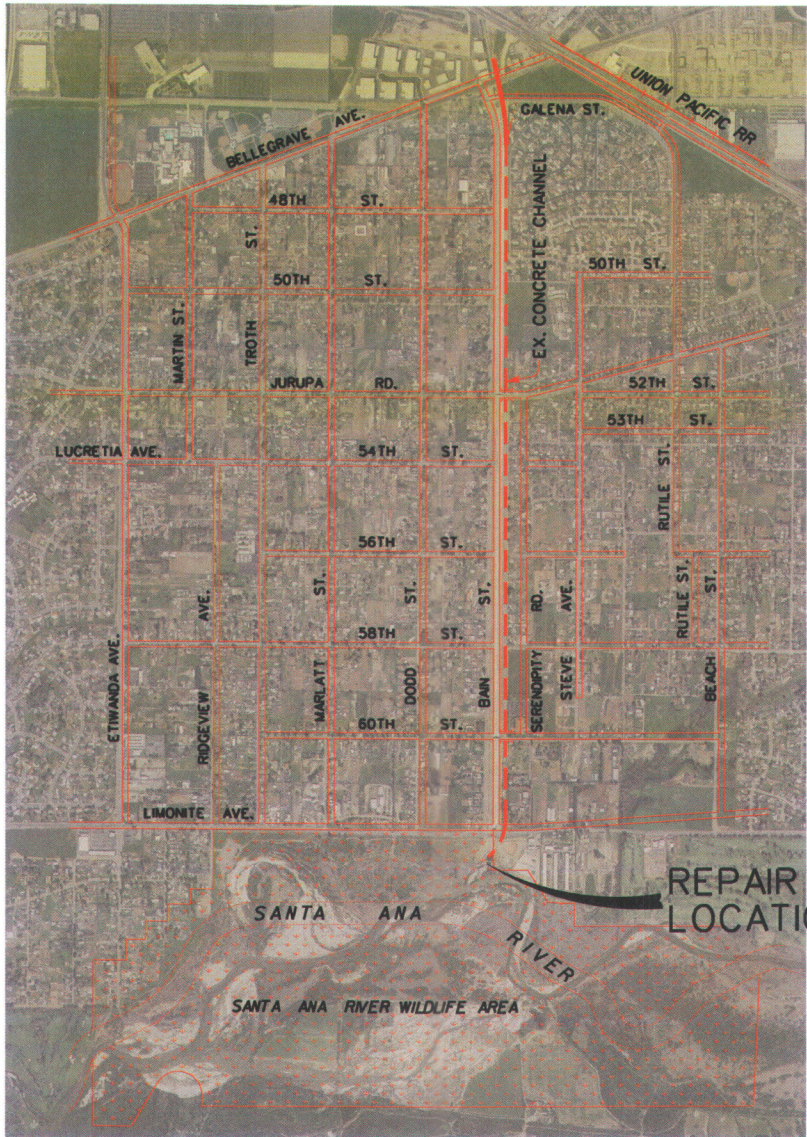 UNION PACIFIC RR
GALENA ST.
BELLEGRAVE AVE.
EX. CONCRETE CHANNEL
48TH ST.
ST.
50TH ST.
50TH ST.
MARTIN ST.
TROTH
JURUPA RD.
52TH ST.
53TH ST.
LUCRETIA AVE.
54TH ST.
RUTILE ST.
56TH ST.
AVE.
ST.
ST.
ST.
RD.
AVE.
RUTILE ST.
ST.
58TH ST.
ETIWANDA AVE.
RIDGEVIEW
MARLATT
DODD
BAIN
SERENDIPITY
STEVE
BEACH
60TH ST.
LIMONITE AVE.
REPAIR
LOCATIO
SANTA ANA
RIVER
SANTA ANA RIVER WILDLIFE AREA